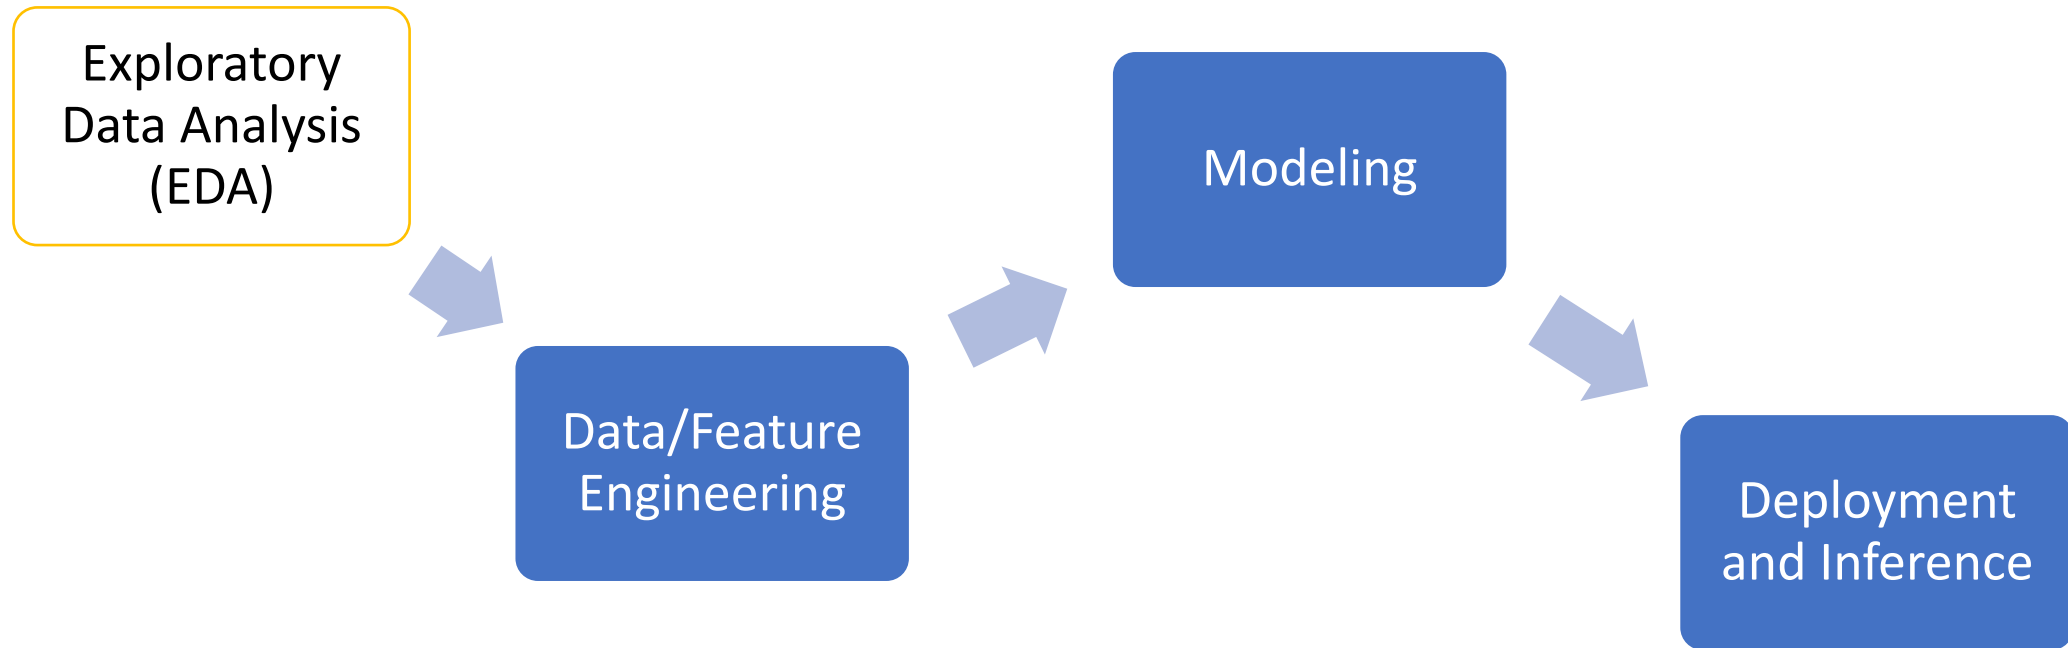 Exploratory
Data Analysis
(EDA)
Data/Feature
Engineering
Modeling
Deployment
and Inference